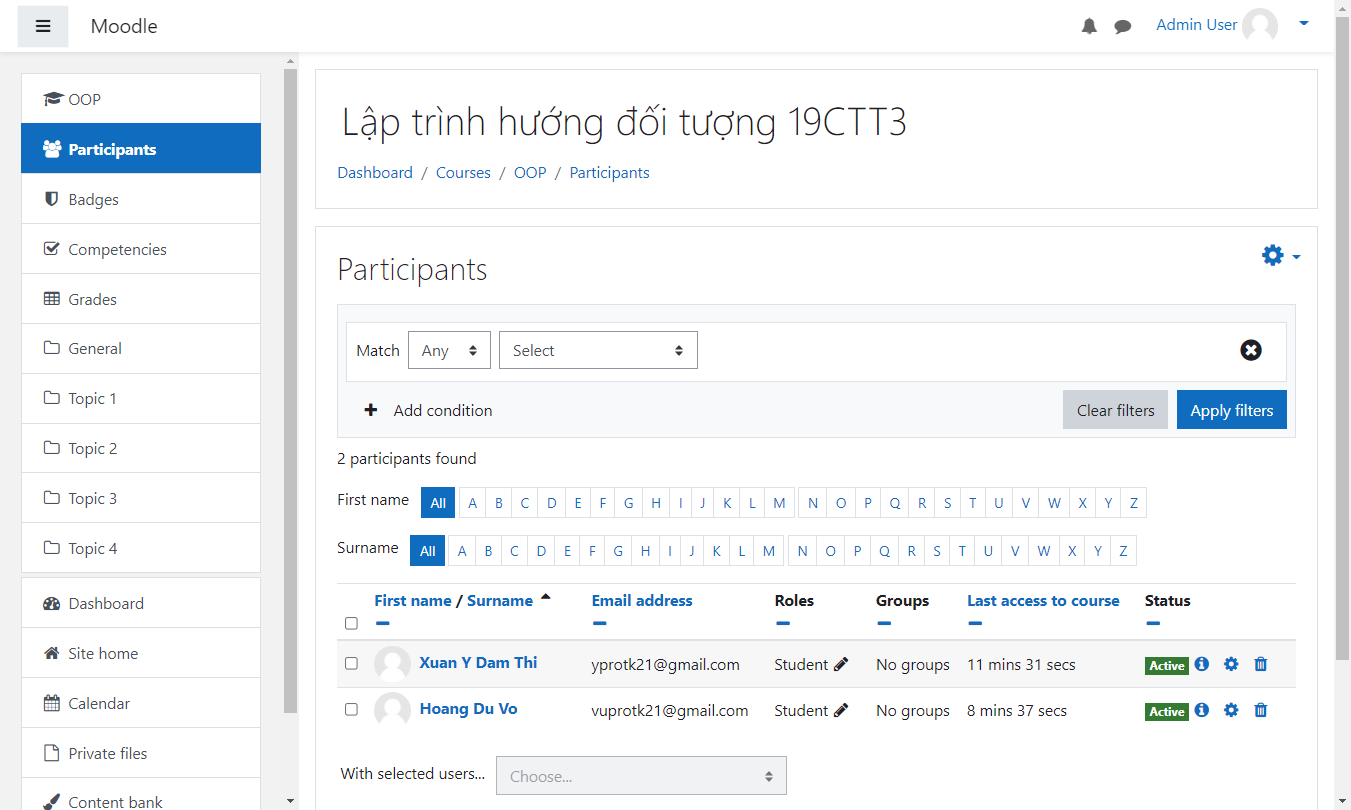 Moodle
Admin User
OOP
Participants
Badges
Competencies
Grades
General
Topic 1
Topic 2
Topic 3
Topic 4
Dashboard
Site home
Calendar
Private files
Content bank
Lập trình hướng đối tượng 19CTT3
Dashboard / Courses / OOP / Participants
Participants
Match Any Select
Add condition Clear filters Apply filters
2 participants found
First name All A B C D E F G H I J K L M N O P Q R S T U V W X Y Z
Surname All A B C D E F G H I J K L M N O P Q R S T U V W X Y Z
First name / Surname Email address Roles Groups Last access to course Status
Xuan Y Dam Thi yprotk21@gmail.com Student No groups 11 mins 31 secs Active
Hoang Du Vo vuprotk21@gmail.com Student No groups 8 mins 37 secs Active
With selected users... Choose...